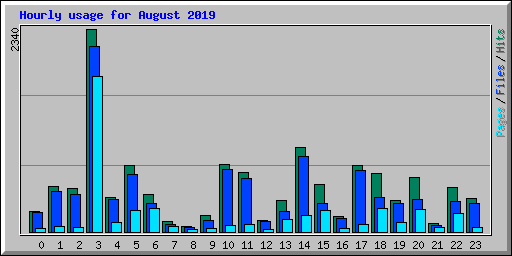 Hourly usage for August 2019
2340
Pages/Files/Hits
0 1 2 3 4 5 6 7 8 9 10 11 12 13 14 15 16 17 18 19 20 21 22 23